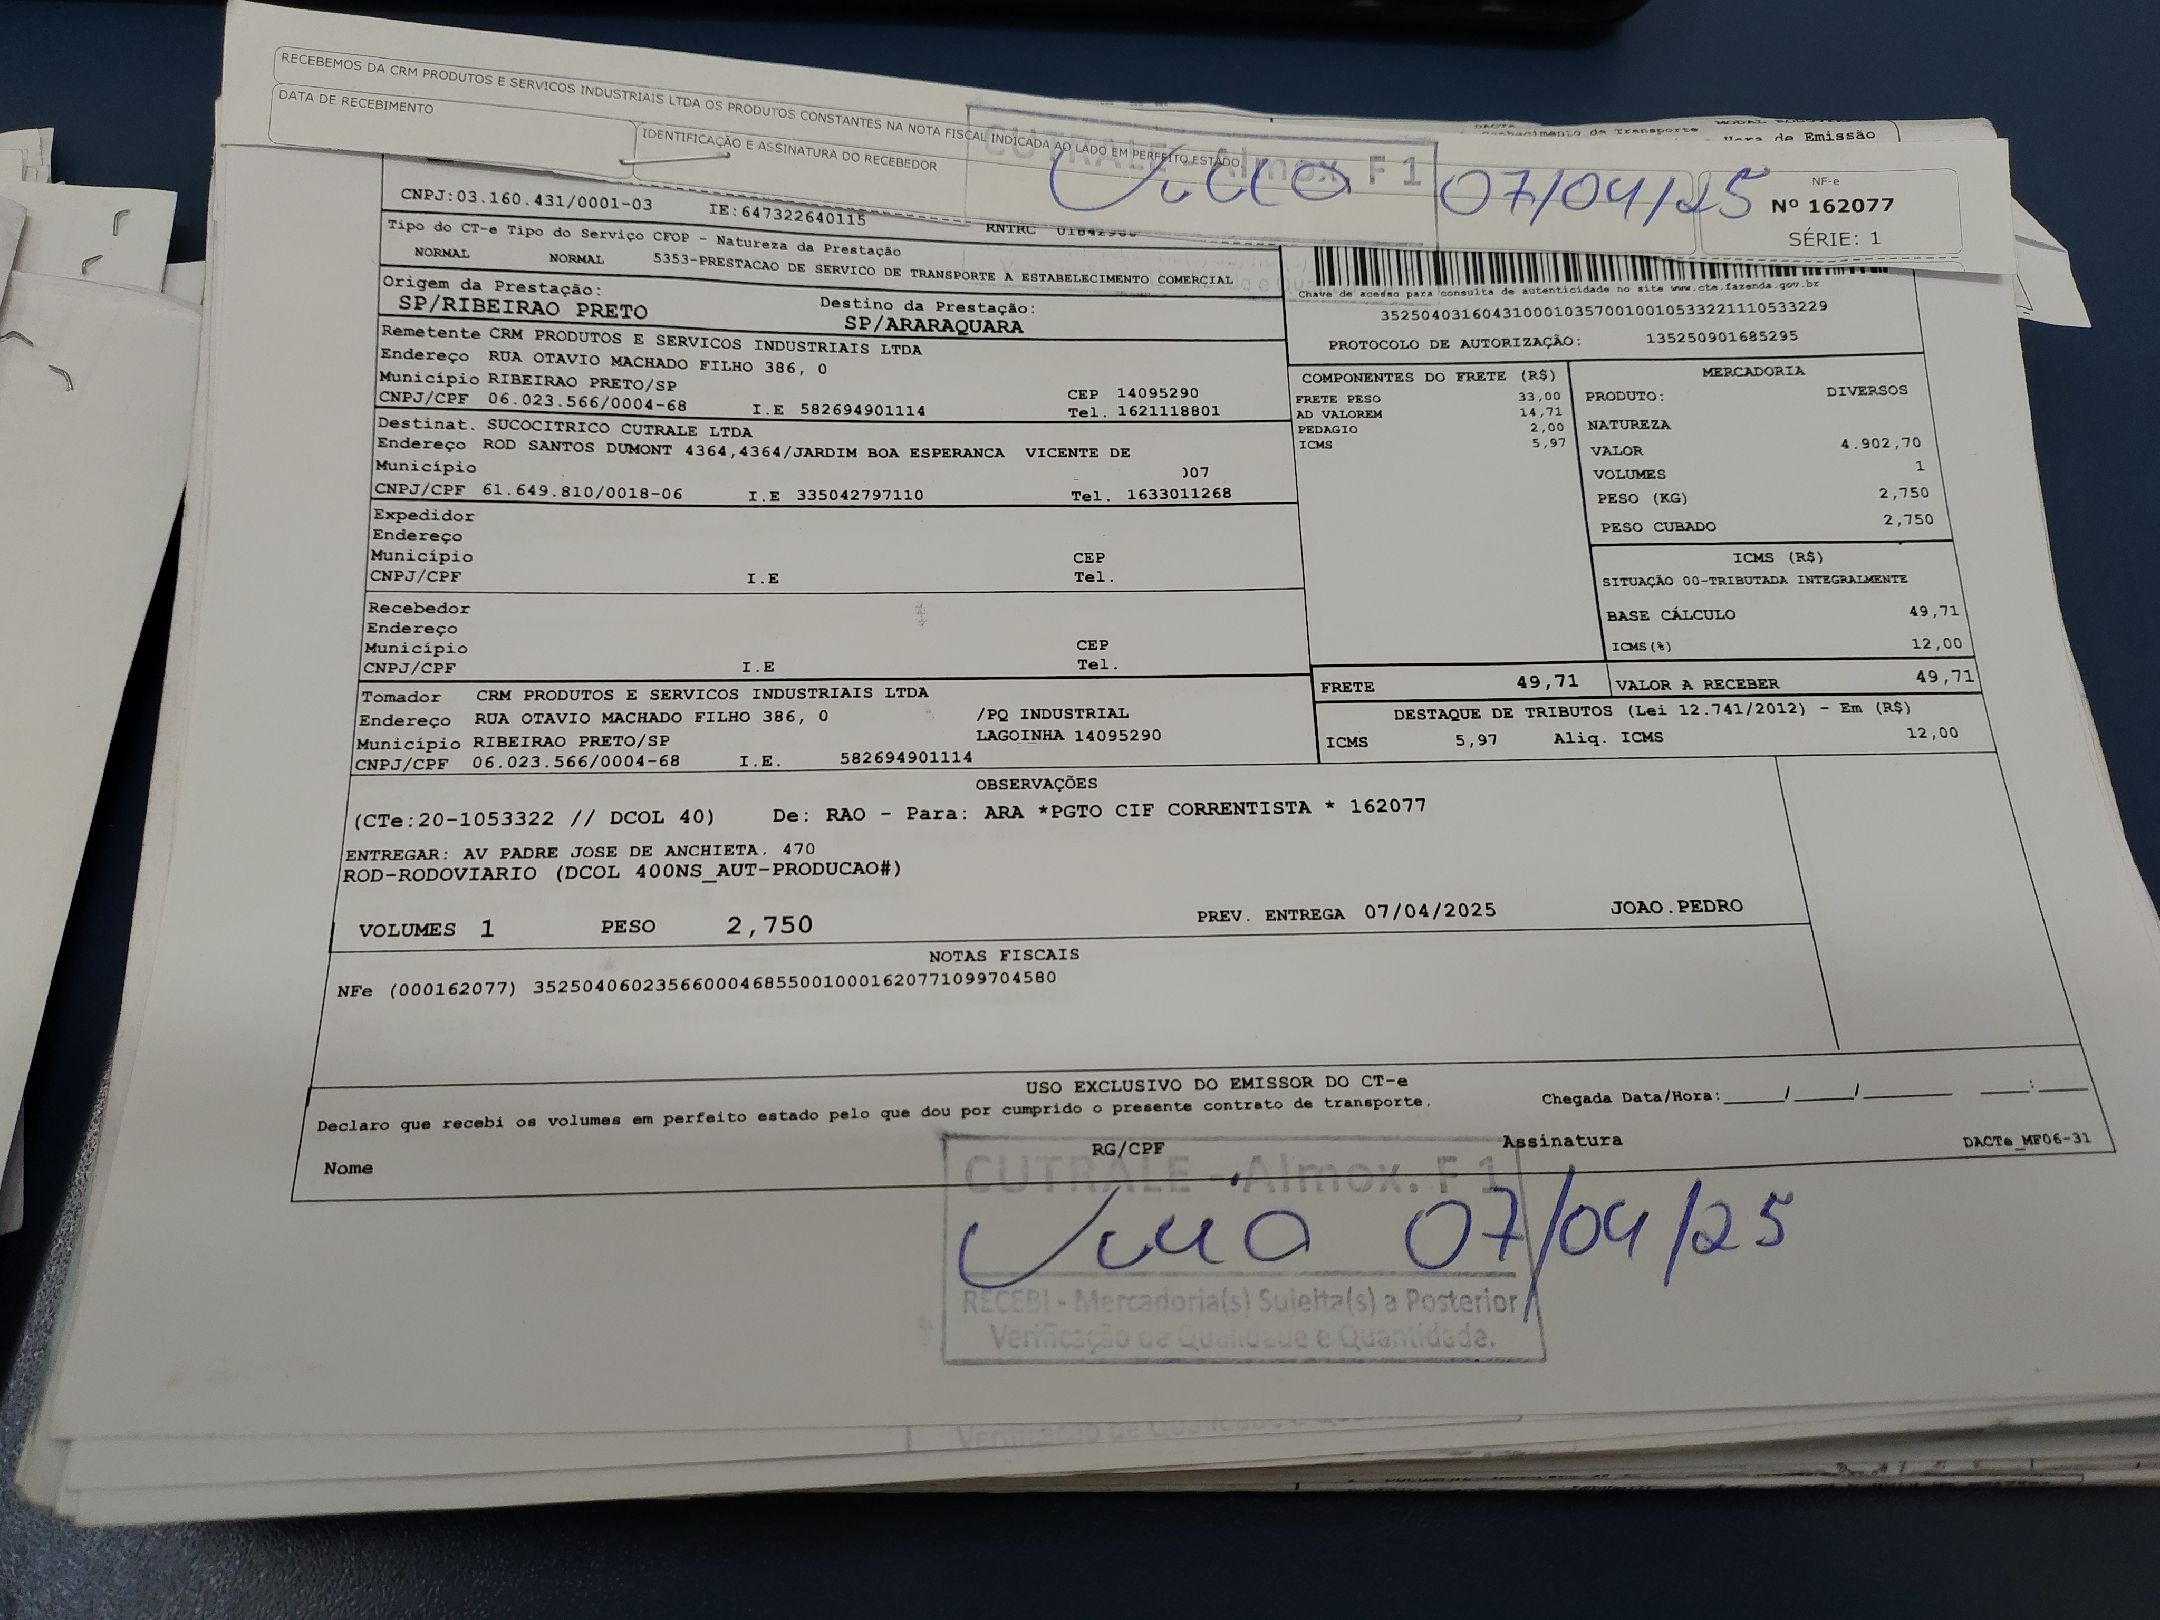 RECEBEMOS DA CRM PRODUTOS E SERVICOS INDUSTRIAIS LTDA OS PRODUTOS CONSTANTES NA NOTA FISCAL INDICADA AO LADO EM PERFEITO ESTADO.
DATA DE RECEBIMENTO
IDENTIFICAÇÃO E ASSINATURA DO RECEBEDOR
CUTRALE - Almox. F 1
07/04/25
NF-e
Nº 162077
SÉRIE: 1
Conhecimento de Transporte
Hora de Emissão
CNPJ:03.160.431/0001-03 IE:647322640115 RNTRC
Tipo do CT-e Tipo do Serviço CFOP - Natureza da Prestação
NORMAL NORMAL 5353-PRESTACAO DE SERVICO DE TRANSPORTE A ESTABELECIMENTO COMERCIAL
Origem da Prestação: Destino da Prestação:
SP/RIBEIRAO PRETO SP/ARARAQUARA
Remetente CRM PRODUTOS E SERVICOS INDUSTRIAIS LTDA
Endereço RUA OTAVIO MACHADO FILHO 386, 0
Município RIBEIRAO PRETO/SP CEP 14095290
CNPJ/CPF 06.023.566/0004-68 I.E 582694901114 Tel. 1621118801
Destinat. SUCOCITRICO CUTRALE LTDA
Endereço ROD SANTOS DUMONT 4364,4364/JARDIM BOA ESPERANCA VICENTE DE
Município 007
CNPJ/CPF 61.649.810/0018-06 I.E 335042797110 Tel. 1633011268
Expedidor
Endereço
Município CEP
CNPJ/CPF I.E Tel.
Recebedor
Endereço
Município CEP
CNPJ/CPF I.E Tel.
Tomador CRM PRODUTOS E SERVICOS INDUSTRIAIS LTDA
Endereço RUA OTAVIO MACHADO FILHO 386, 0 /PQ INDUSTRIAL
Município RIBEIRAO PRETO/SP LAGOINHA 14095290
CNPJ/CPF 06.023.566/0004-68 I.E. 582694901114
Chave de acesso para consulta de autenticidade no site www.cte.fazenda.gov.br
35250403160431000103570010010533221110533229
PROTOCOLO DE AUTORIZAÇÃO: 135250901685295
COMPONENTES DO FRETE (R$)
FRETE PESO 33,00
AD VALOREM 14,71
PEDAGIO 2,00
ICMS 5,97
MERCADORIA
PRODUTO: DIVERSOS
NATUREZA
VALOR 4.902,70
VOLUMES 1
PESO (KG) 2,750
PESO CUBADO 2,750
ICMS (R$)
SITUAÇÃO 00-TRIBUTADA INTEGRALMENTE
BASE CÁLCULO 49,71
ICMS(%) 12,00
FRETE 49,71 VALOR A RECEBER 49,71
DESTAQUE DE TRIBUTOS (Lei 12.741/2012) - Em (R$)
ICMS 5,97 Aliq. ICMS 12,00
OBSERVAÇÕES
(CTe:20-1053322 // DCOL 40) De: RAO - Para: ARA *PGTO CIF CORRENTISTA * 162077
ENTREGAR: AV PADRE JOSE DE ANCHIETA. 470
ROD-RODOVIARIO (DCOL 400NS_AUT-PRODUCAO#)
VOLUMES 1 PESO 2,750 PREV. ENTREGA 07/04/2025 JOAO.PEDRO
NOTAS FISCAIS
NFe (000162077) 35250406023566000468550010001620771099704580
USO EXCLUSIVO DO EMISSOR DO CT-e
Declaro que recebi os volumes em perfeito estado pelo que dou por cumprido o presente contrato de transporte. Chegada Data/Hora:____/____/______ ___:___
Nome RG/CPF Assinatura DACTe_MF06-31
CUTRALE - Almox. F 1
07/04/25
RECEBI - Mercadoria(s) Sujeita(s) a Posterior
Verificação de Qualidade e Quantidade.